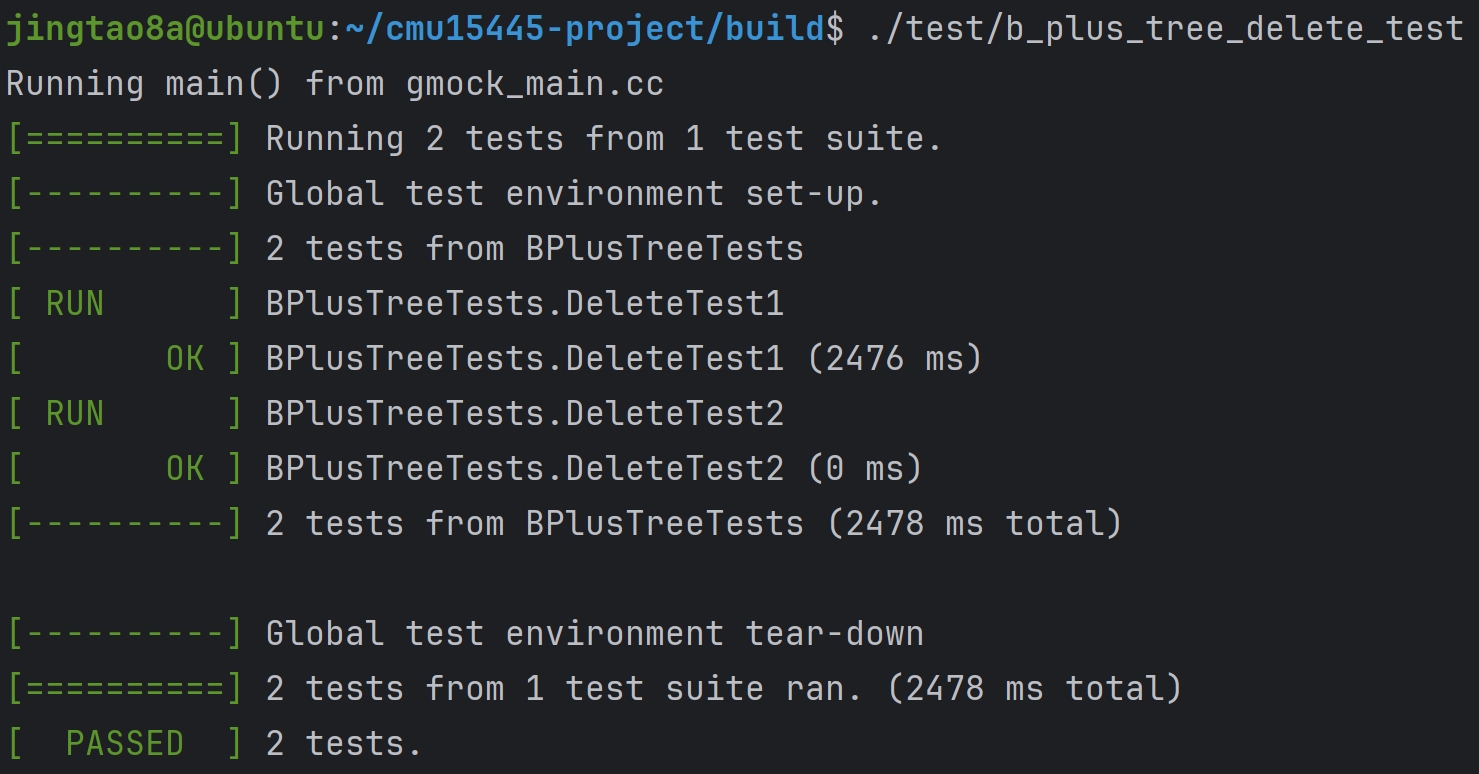 jingtao8a@ubuntu:~/cmu15445-project/build$ ./test/b_plus_tree_delete_test
Running main() from gmock_main.cc
[==========] Running 2 tests from 1 test suite.
[----------] Global test environment set-up.
[----------] 2 tests from BPlusTreeTests
[ RUN      ] BPlusTreeTests.DeleteTest1
[       OK ] BPlusTreeTests.DeleteTest1 (2476 ms)
[ RUN      ] BPlusTreeTests.DeleteTest2
[       OK ] BPlusTreeTests.DeleteTest2 (0 ms)
[----------] 2 tests from BPlusTreeTests (2478 ms total)

[----------] Global test environment tear-down
[==========] 2 tests from 1 test suite ran. (2478 ms total)
[  PASSED  ] 2 tests.